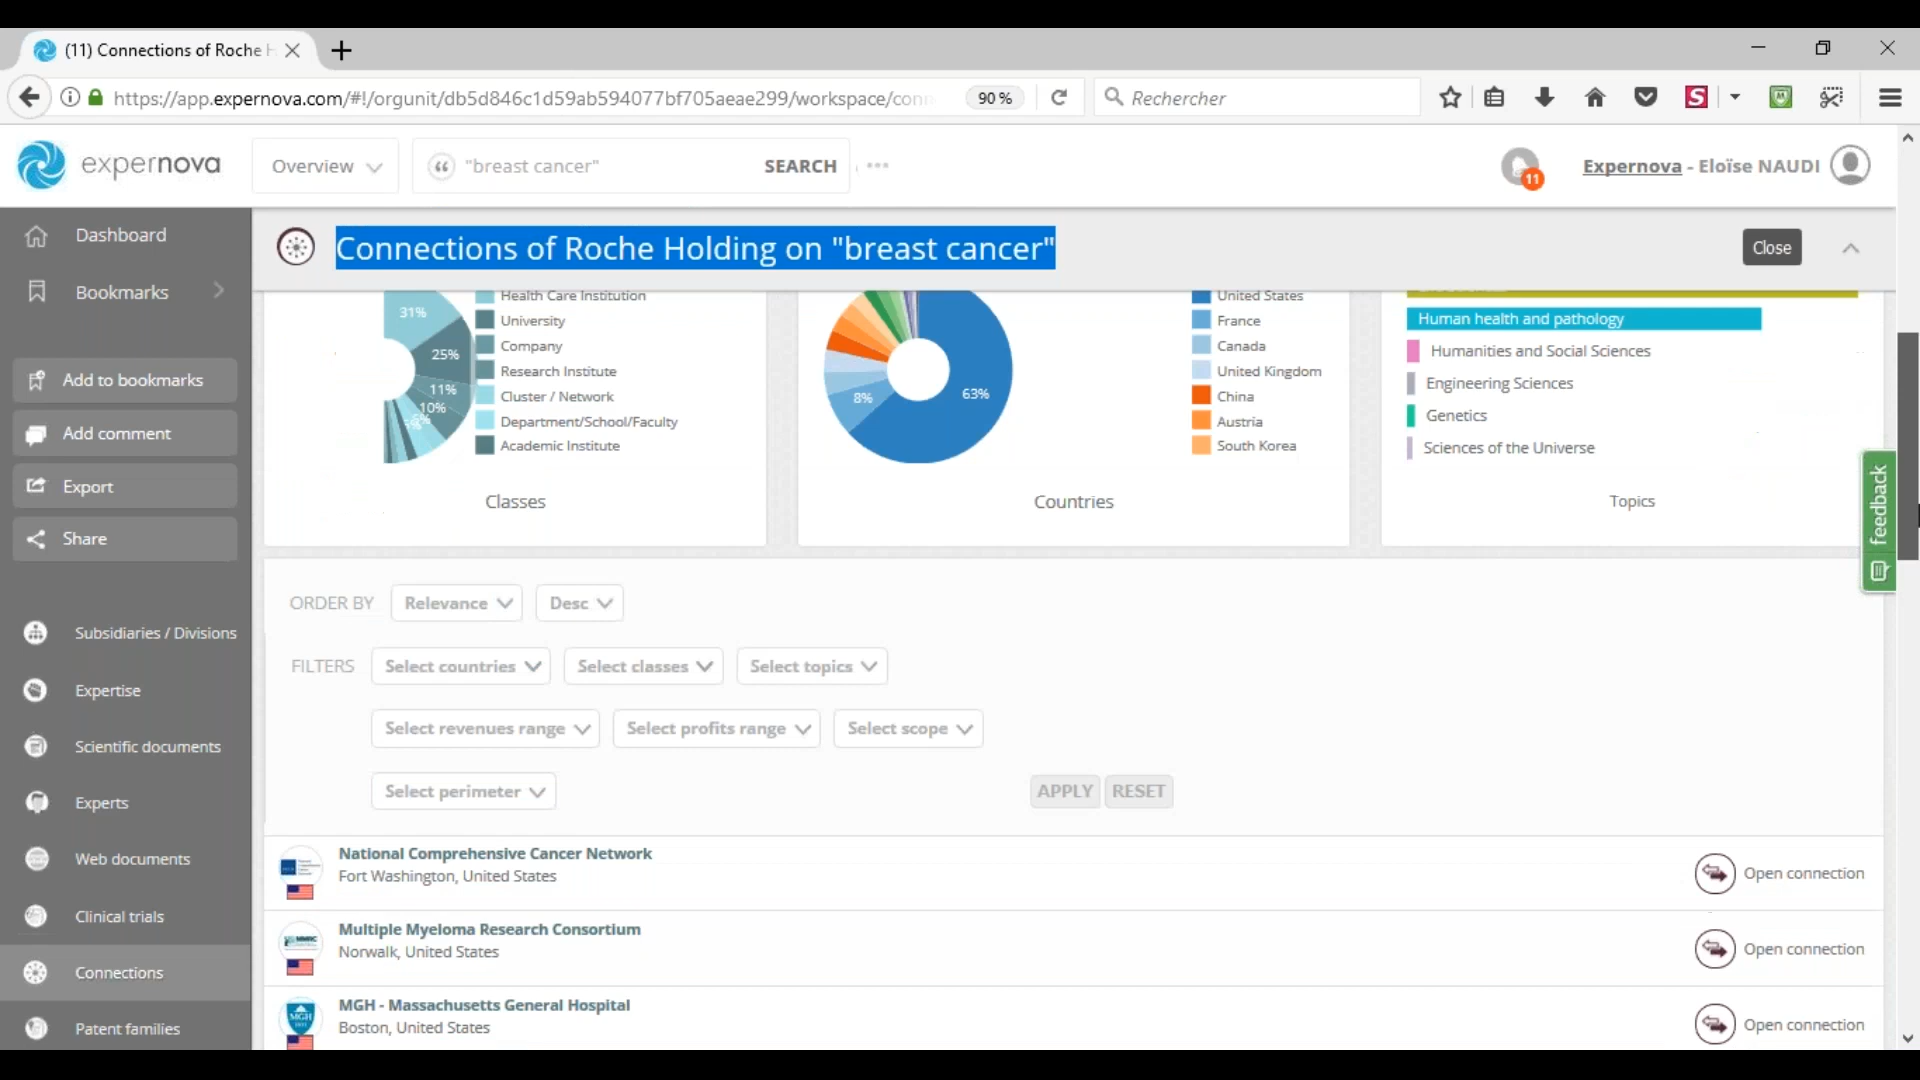 (11) Connections of Roche H
https://app.expernova.com/#!/orgunit/db5d846c1d59ab594077bf705aeae299/workspace/conn
90 %
Rechercher
expernova
Overview
"breast cancer"
SEARCH
11
Expernova - Eloïse NAUDI
Dashboard
Bookmarks
Add to bookmarks
Add comment
Export
Share
Subsidiaries / Divisions
Expertise
Scientific documents
Experts
Web documents
Clinical trials
Connections
Patent families
Connections of Roche Holding on "breast cancer"
Close
31%
25%
11%
10%
Health Care Institution
University
Company
Research Institute
Cluster / Network
Department/School/Faculty
Academic Institute
Classes
63%
8%
United States
France
Canada
United Kingdom
China
Austria
South Korea
Countries
Human health and pathology
Humanities and Social Sciences
Engineering Sciences
Genetics
Sciences of the Universe
Topics
feedback
ORDER BY
Relevance
Desc
FILTERS
Select countries
Select classes
Select topics
Select revenues range
Select profits range
Select scope
Select perimeter
APPLY
RESET
National Comprehensive Cancer Network
Fort Washington, United States
Open connection
Multiple Myeloma Research Consortium
Norwalk, United States
Open connection
MGH - Massachusetts General Hospital
Boston, United States
Open connection